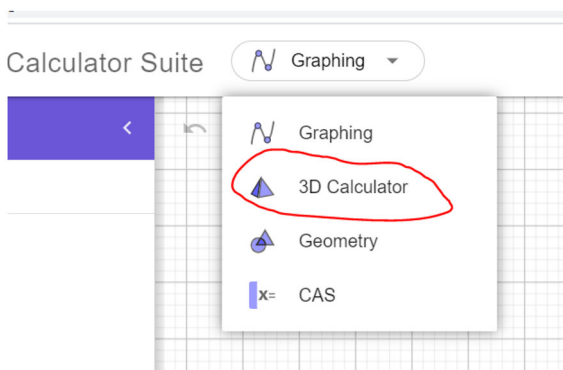 Calculator Suite Graphing
Graphing
3D Calculator
Geometry
x= CAS